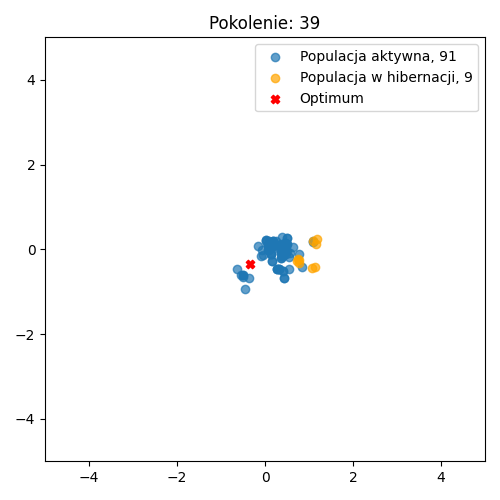 Pokolenie: 39
Populacja aktywna, 91
Populacja w hibernacji, 9
Optimum
4
2
0
−2
−4
−4
−2
0
2
4